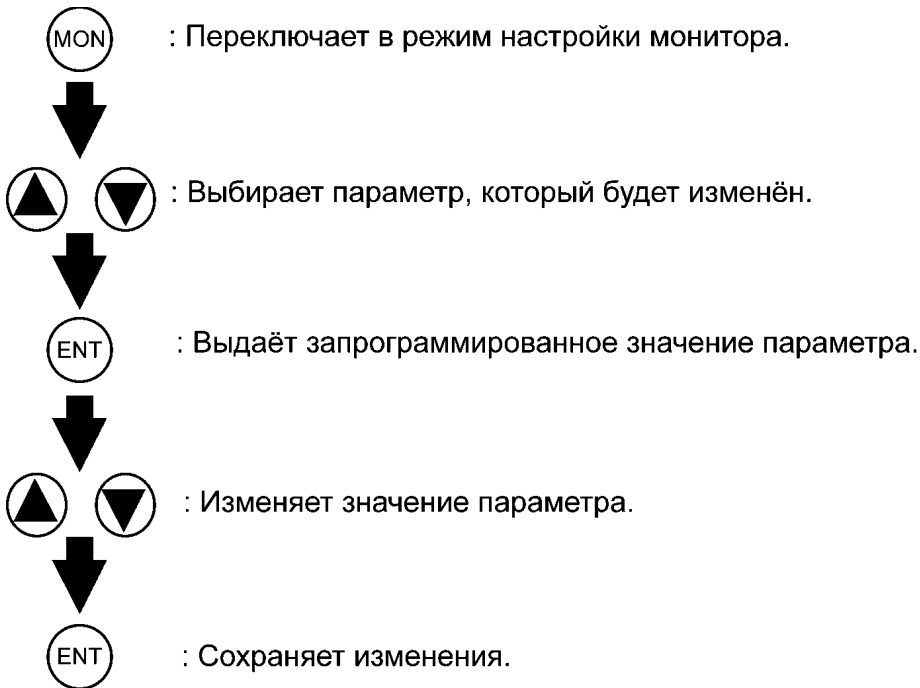 MON : Переключает в режим настройки монитора.
: Выбирает параметр, который будет изменён.
ENT : Выдаёт запрограммированное значение параметра.
: Изменяет значение параметра.
ENT : Сохраняет изменения.